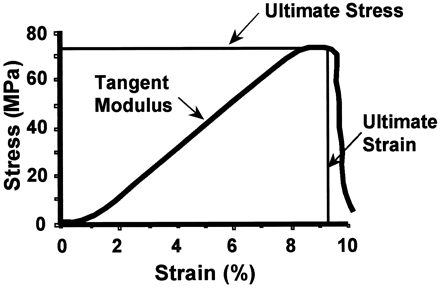 Ultimate Stress
80
60
40
20
0
Stress (MPa)
Tangent
Modulus
Ultimate
Strain
0 2 4 6 8 10
Strain (%)